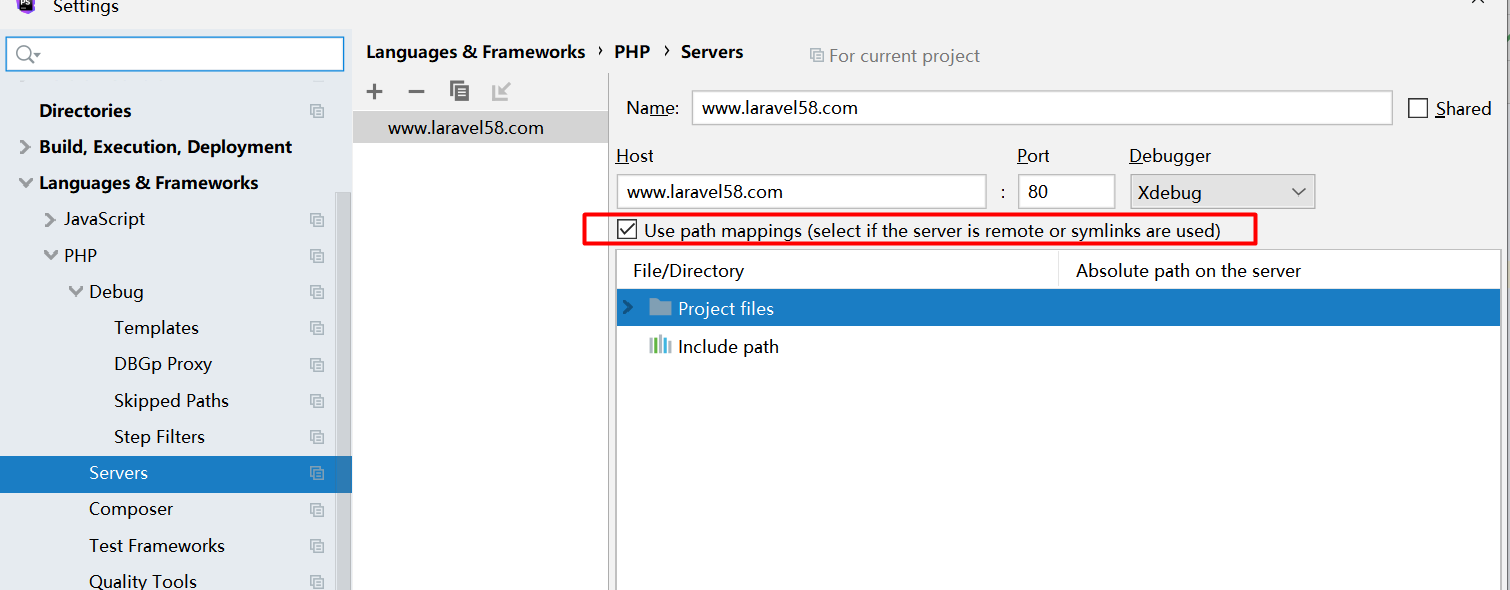 Settings
Languages & Frameworks › PHP › Servers
For current project
Directories
Build, Execution, Deployment
Languages & Frameworks
JavaScript
PHP
Debug
Templates
DBGp Proxy
Skipped Paths
Step Filters
Servers
Composer
Test Frameworks
Quality Tools
www.laravel58.com
Name: www.laravel58.com Shared
Host Port Debugger
www.laravel58.com : 80 Xdebug
Use path mappings (select if the server is remote or symlinks are used)
File/Directory Absolute path on the server
Project files
Include path